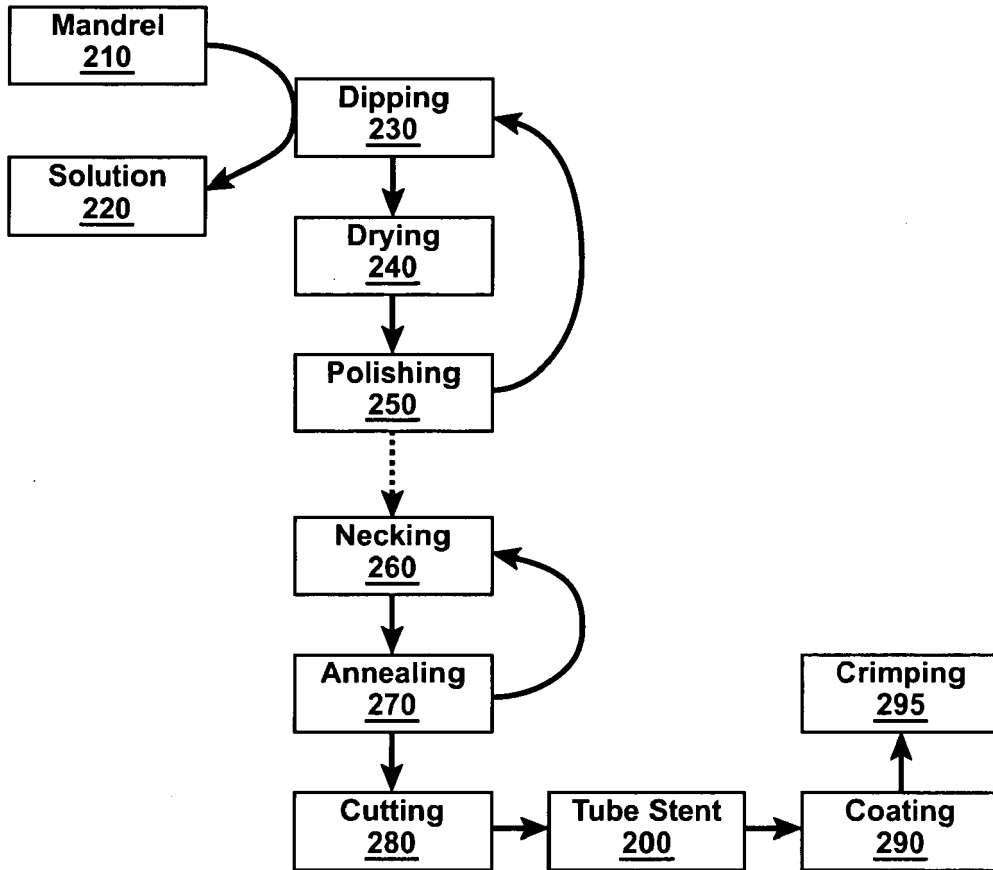 Mandrel
210
Solution
220
Dipping
230
Drying
240
Polishing
250
Necking
260
Annealing
270
Cutting
280
Tube Stent
200
Coating
290
Crimping
295